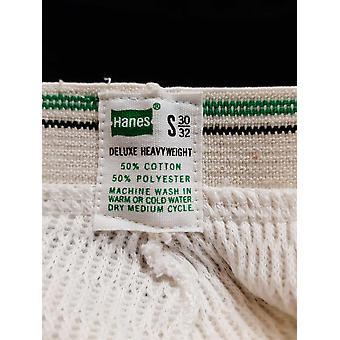 Hanes® S 30/32
DELUXE HEAVYWEIGHT
50% COTTON
50% POLYESTER
MACHINE WASH IN
WARM OR COLD WATER.
DRY MEDIUM CYCLE.